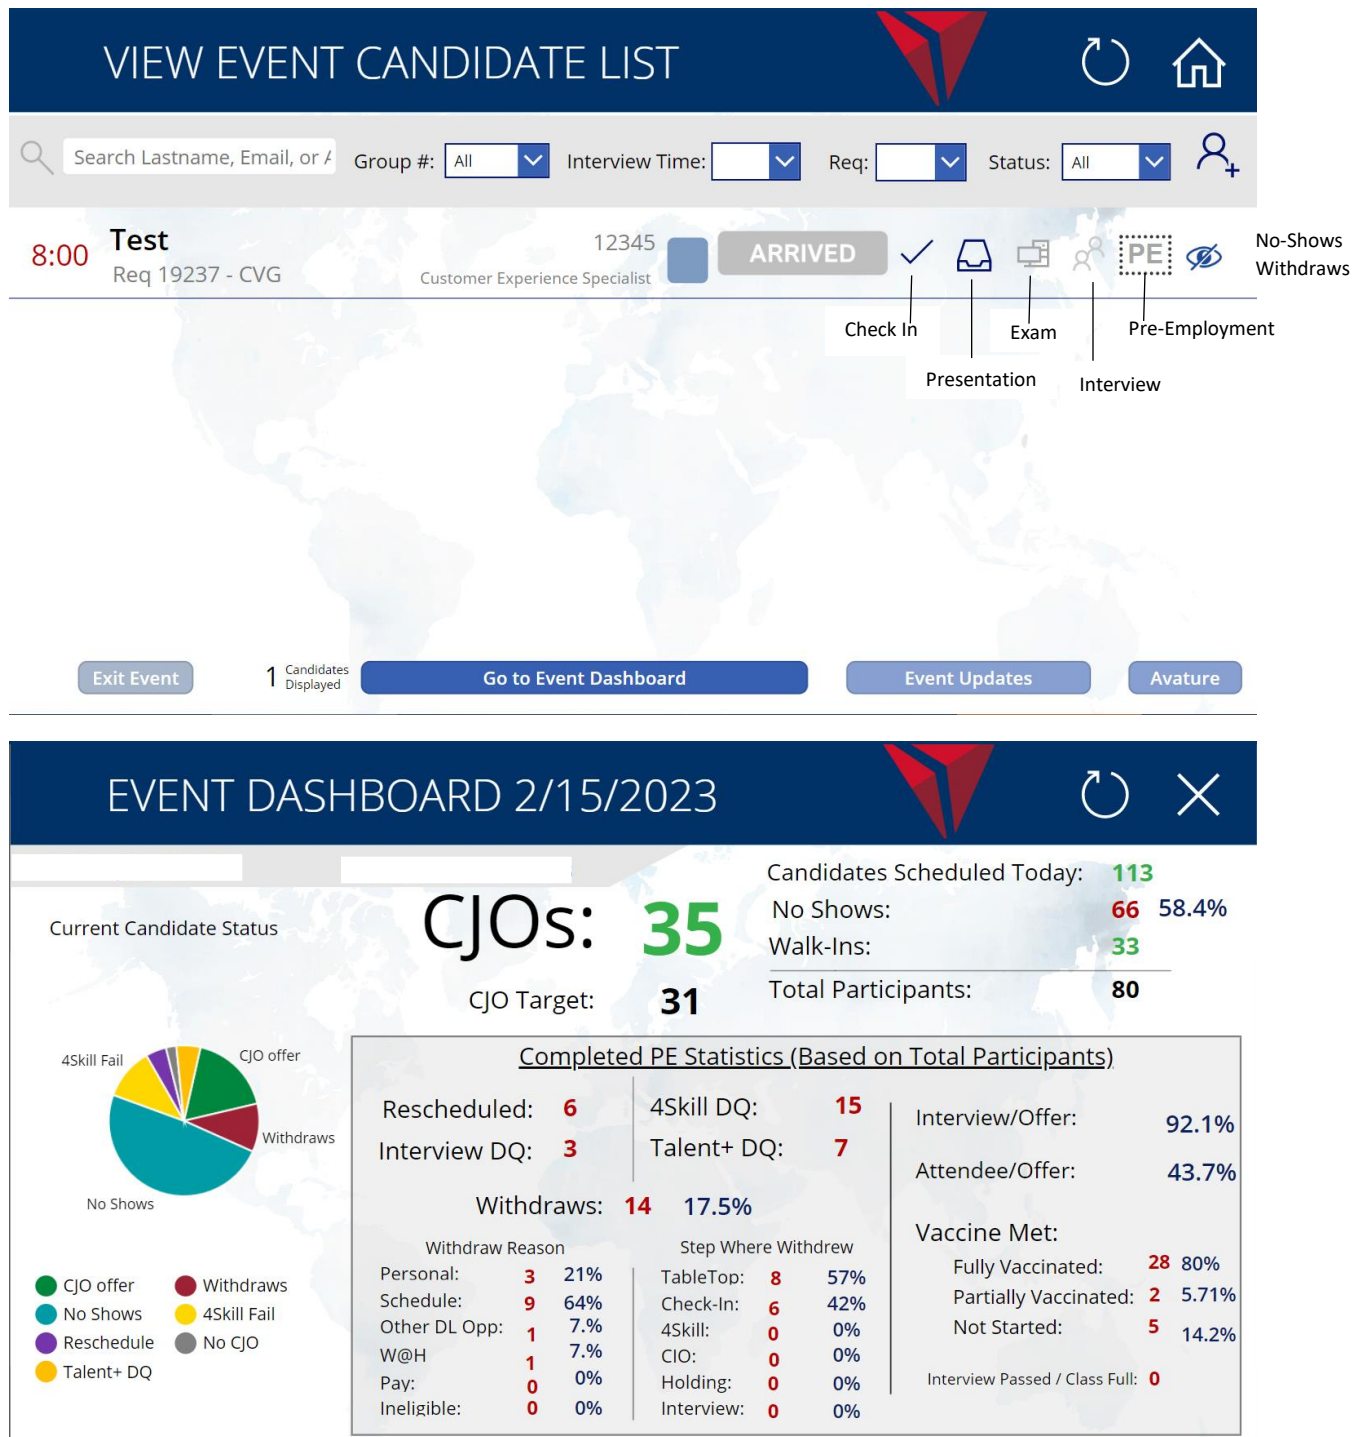 VIEW EVENT CANDIDATE LIST
Search Lastname, Email, or A
Group #: All
Interview Time:
Req:
Status: All
8:00
Test
Req 19237 - CVG
12345
Customer Experience Specialist
ARRIVED
PE
No-Shows
Withdraws
Check In
Exam
Pre-Employment
Presentation
Interview
Exit Event
1 Candidates
Displayed
Go to Event Dashboard
Event Updates
Avature
EVENT DASHBOARD 2/15/2023
Current Candidate Status
CJOs: 35
CJO Target: 31
Candidates Scheduled Today: 113
No Shows: 66 58.4%
Walk-Ins: 33
Total Participants: 80
4Skill Fail
CJO offer
Withdraws
No Shows
CJO offer
Withdraws
No Shows
4Skill Fail
Reschedule
No CJO
Talent+ DQ
Completed PE Statistics (Based on Total Participants)
Rescheduled: 6
4Skill DQ: 15
Interview DQ: 3
Talent+ DQ: 7
Withdraws: 14 17.5%
Withdraw Reason
Personal: 3 21%
Schedule: 9 64%
Other DL Opp: 1 7.%
W@H 1 7.%
Pay: 0 0%
Ineligible: 0 0%
Step Where Withdrew
TableTop: 8 57%
Check-In: 6 42%
4Skill: 0 0%
CIO: 0 0%
Holding: 0 0%
Interview: 0 0%
Interview/Offer: 92.1%
Attendee/Offer: 43.7%
Vaccine Met:
Fully Vaccinated: 28 80%
Partially Vaccinated: 2 5.71%
Not Started: 5 14.2%
Interview Passed / Class Full: 0